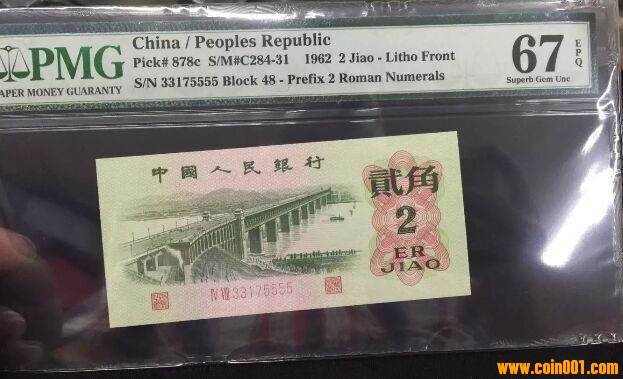 PMG
PAPER MONEY GUARANTY
China / Peoples Republic
Pick# 878c S/M#C284-31 1962 2 Jiao - Litho Front
S/N 33175555 Block 48 - Prefix 2 Roman Numerals
67 EPQ
Superb Gem Unc
中國人民銀行
貳角
2
ER
JIAO
IV VIII 33175555
www.coin001.com